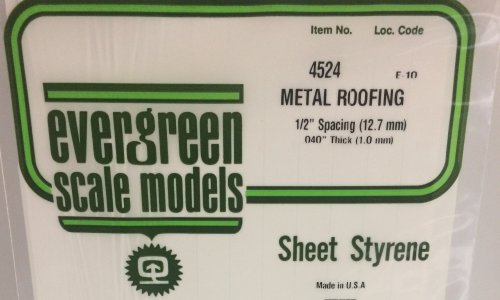 Item No. Loc. Code
4524 F-10
METAL ROOFING
1/2" Spacing (12.7 mm)
.040" Thick (1.0 mm)
evergreen
scale models
Sheet Styrene
Made in U.S.A